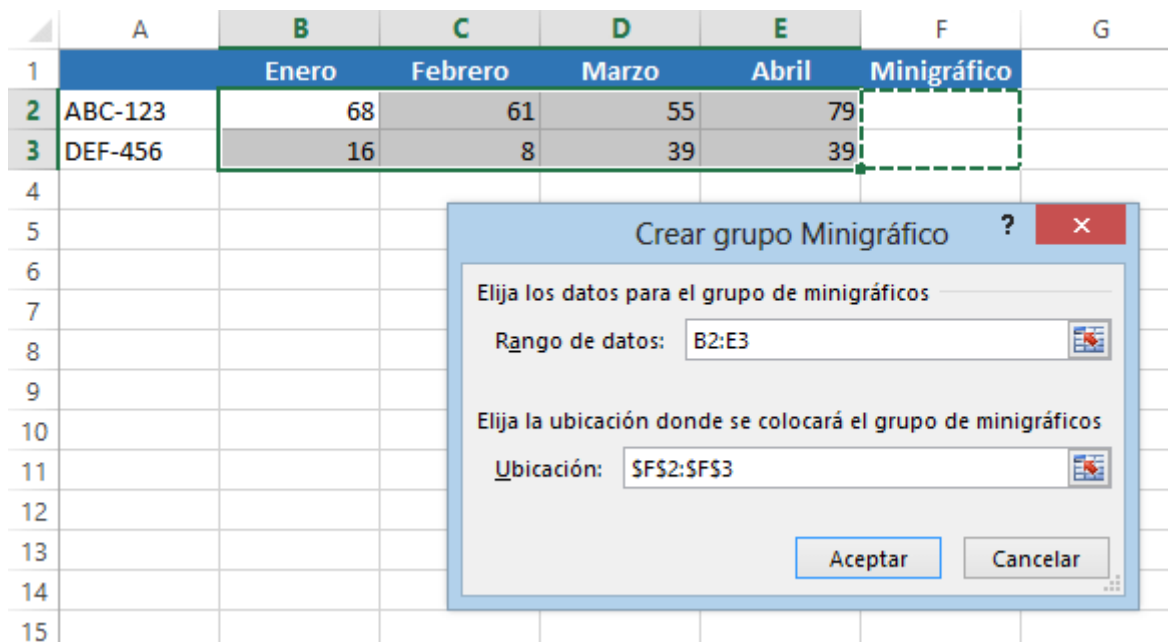 A B C D E F G
1 Enero Febrero Marzo Abril Minigráfico
2 ABC-123 68 61 55 79
3 DEF-456 16 8 39 39
4
5 Crear grupo Minigráfico ? ×
6 Elija los datos para el grupo de minigráficos
7
8 Rango de datos: B2:E3
9
10 Elija la ubicación donde se colocará el grupo de minigráficos
11 Ubicación: $F$2:$F$3
12
13 Aceptar Cancelar
14
15